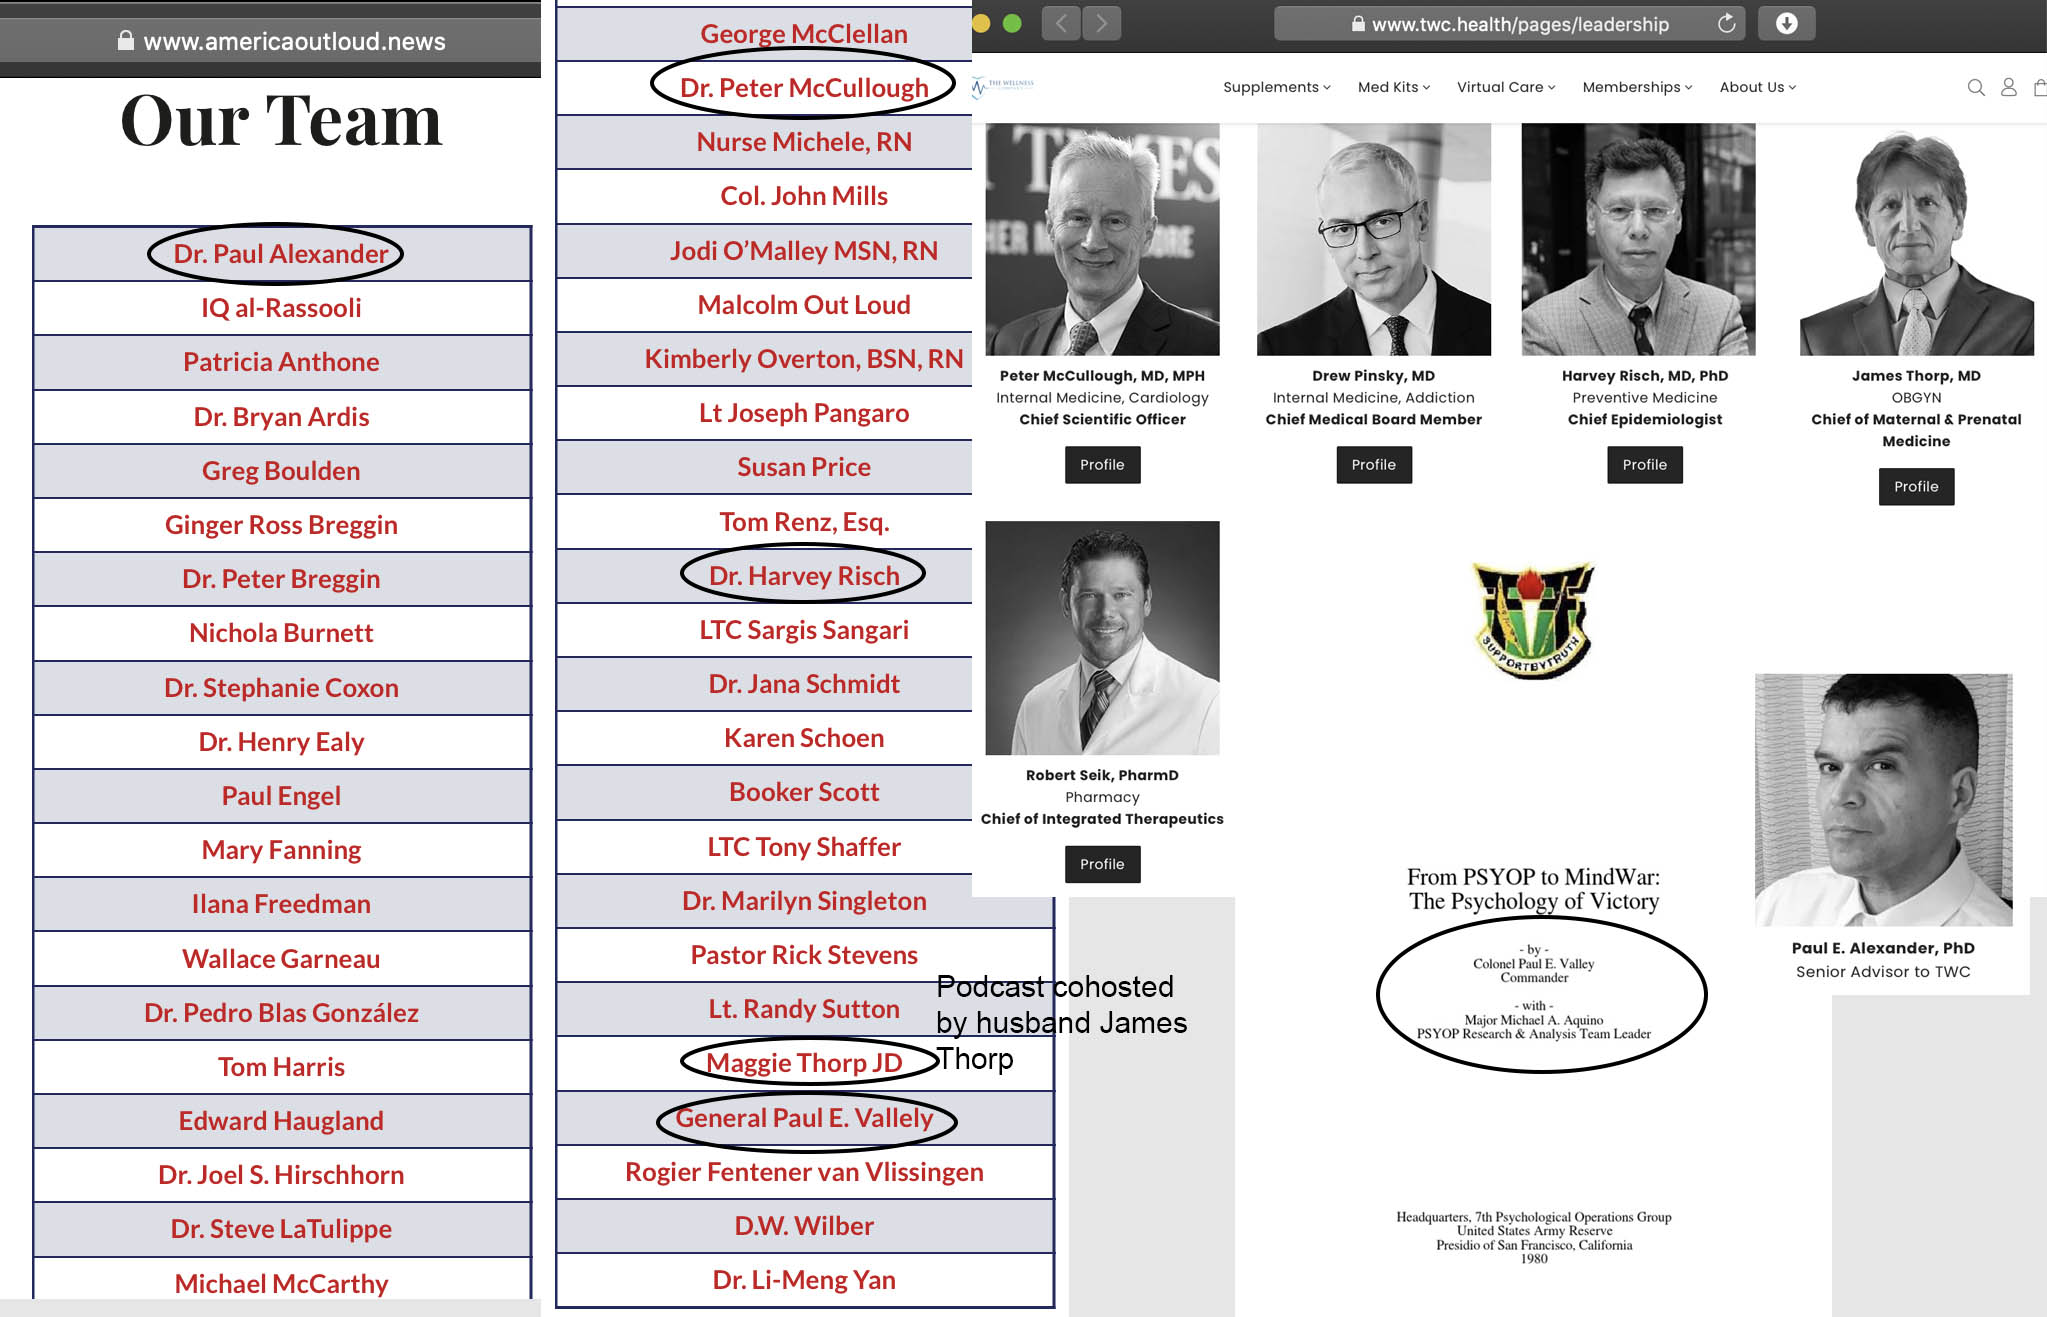 www.americaoutloud.news
Our Team
Dr. Paul Alexander
IQ al-Rassooli
Patricia Anthone
Dr. Bryan Ardis
Greg Boulden
Ginger Ross Breggin
Dr. Peter Breggin
Nichola Burnett
Dr. Stephanie Coxon
Dr. Henry Ealy
Paul Engel
Mary Fanning
Ilana Freedman
Wallace Garneau
Dr. Pedro Blas González
Tom Harris
Edward Haugland
Dr. Joel S. Hirschhorn
Dr. Steve LaTulippe
Michael McCarthy
George McClellan
Dr. Peter McCullough
Nurse Michele, RN
Col. John Mills
Jodi O’Malley MSN, RN
Malcolm Out Loud
Kimberly Overton, BSN, RN
Lt Joseph Pangaro
Susan Price
Tom Renz, Esq.
Dr. Harvey Risch
LTC Sargis Sangari
Dr. Jana Schmidt
Karen Schoen
Booker Scott
LTC Tony Shaffer
Dr. Marilyn Singleton
Pastor Rick Stevens
Lt. Randy Sutton
Maggie Thorp JD
General Paul E. Vallely
Rogier Fentener van Vlissingen
D.W. Wilber
Dr. Li-Meng Yan
Podcast cohosted
by husband James
Thorp
www.twc.health/pages/leadership
THE WELLNESS
Supplements Med Kits Virtual Care Memberships About Us
TIMES
HER M ORE
Peter McCullough, MD, MPH
Internal Medicine, Cardiology
Chief Scientific Officer
Profile
Drew Pinsky, MD
Internal Medicine, Addiction
Chief Medical Board Member
Profile
Harvey Risch, MD, PhD
Preventive Medicine
Chief Epidemiologist
Profile
James Thorp, MD
OBGYN
Chief of Maternal & Prenatal
Medicine
Profile
Robert Seik, PharmD
Pharmacy
Chief of Integrated Therapeutics
Profile
SUPPORT BY TRUTH
Paul E. Alexander, PhD
Senior Advisor to TWC
From PSYOP to MindWar:
The Psychology of Victory
- by -
Colonel Paul E. Valley
Commander
- with -
Major Michael A. Aquino
PSYOP Research & Analysis Team Leader
Headquarters, 7th Psychological Operations Group
United States Army Reserve
Presidio of San Francisco, California
1980